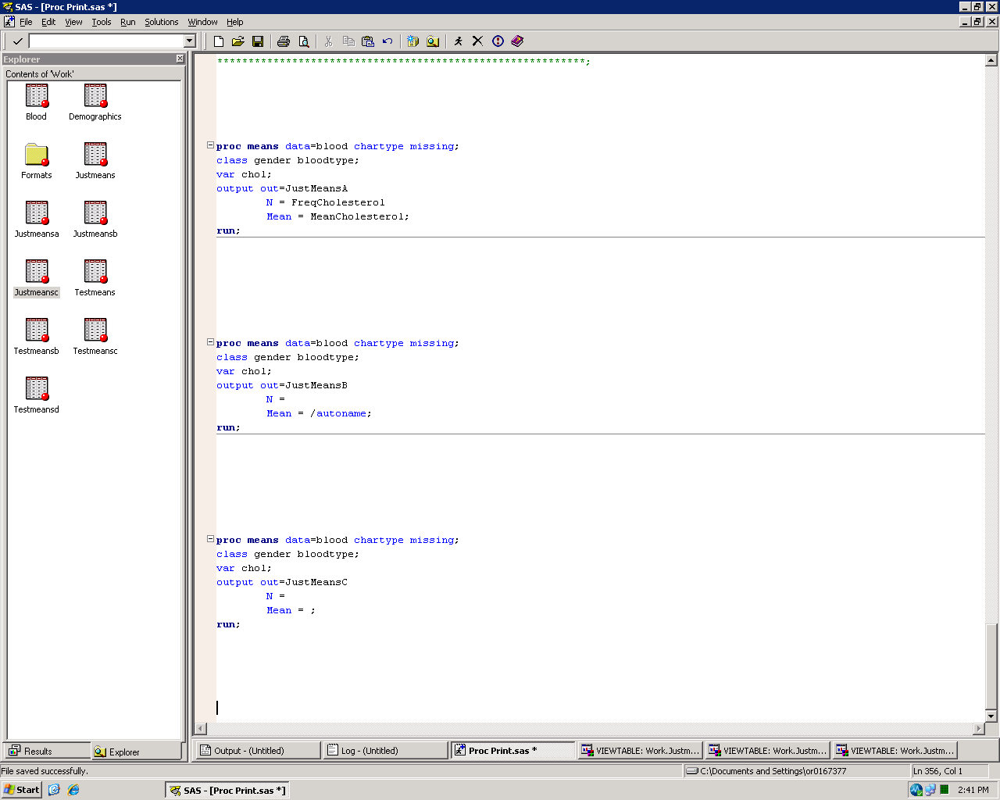 SAS - [Proc Print.sas *]
File Edit View Tools Run Solutions Window Help
Explorer
Contents of 'Work'
Blood Demographics
Formats Justmeans
Justmeansa Justmeansb
Justmeansc Testmeans
Testmeansb Testmeansc
Testmeansd
***********************************************************;
proc means data=blood chartype missing;
class gender bloodtype;
var chol;
output out=JustMeansA
N = FreqCholesterol
Mean = MeanCholesterol;
run;
proc means data=blood chartype missing;
class gender bloodtype;
var chol;
output out=JustMeansB
N =
Mean = /autoname;
run;
proc means data=blood chartype missing;
class gender bloodtype;
var chol;
output out=JustMeansC
N =
Mean = ;
run;
Results Explorer
Output - (Untitled) Log - (Untitled) Proc Print.sas * VIEWTABLE: Work.Justm... VIEWTABLE: Work.Justm... VIEWTABLE: Work.Justm...
File saved successfully. C:\Documents and Settings\or0167377 Ln 356, Col 1
Start SAS - [Proc Print.sas *] 2:41 PM